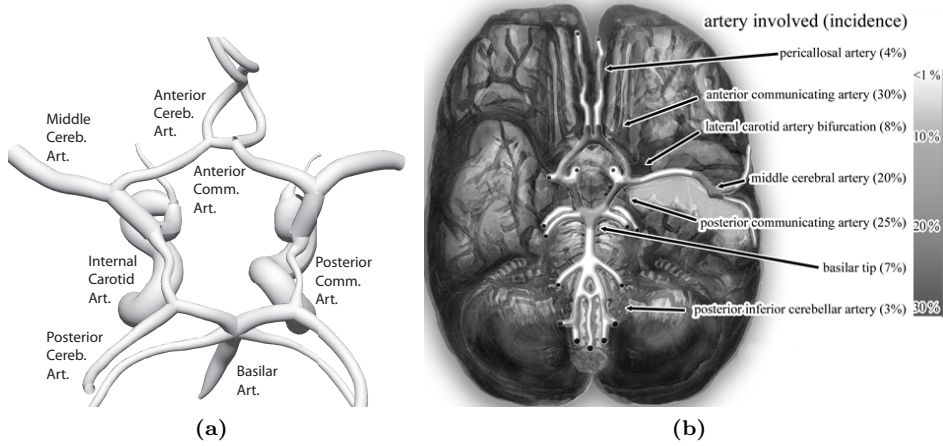 Anterior
Cereb.
Art.
Middle
Cereb.
Art.
Anterior
Comm.
Art.
Internal
Carotid
Art.
Posterior
Comm.
Art.
Posterior
Cereb.
Art.
Basilar
Art.
(a)
artery involved (incidence)
pericallosal artery (4%)
anterior communicating artery (30%)
lateral carotid artery bifurcation (8%)
middle cerebral artery (20%)
posterior communicating artery (25%)
basilar tip (7%)
posterior inferior cerebellar artery (3%)
<1 %
10%
20 %
30 %
(b)